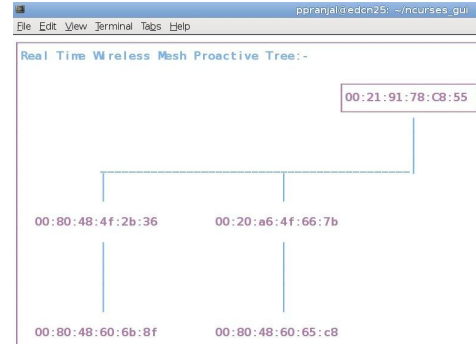 ppranjal@edcn25: ~/ncurses_gui
File Edit View Terminal Tabs Help
Real Time Wireless Mesh Proactive Tree:-
00:21:91:78:C8:55
00:80:48:4f:2b:36 00:20:a6:4f:66:7b
00:80:48:60:6b:8f 00:80:48:60:65:c8